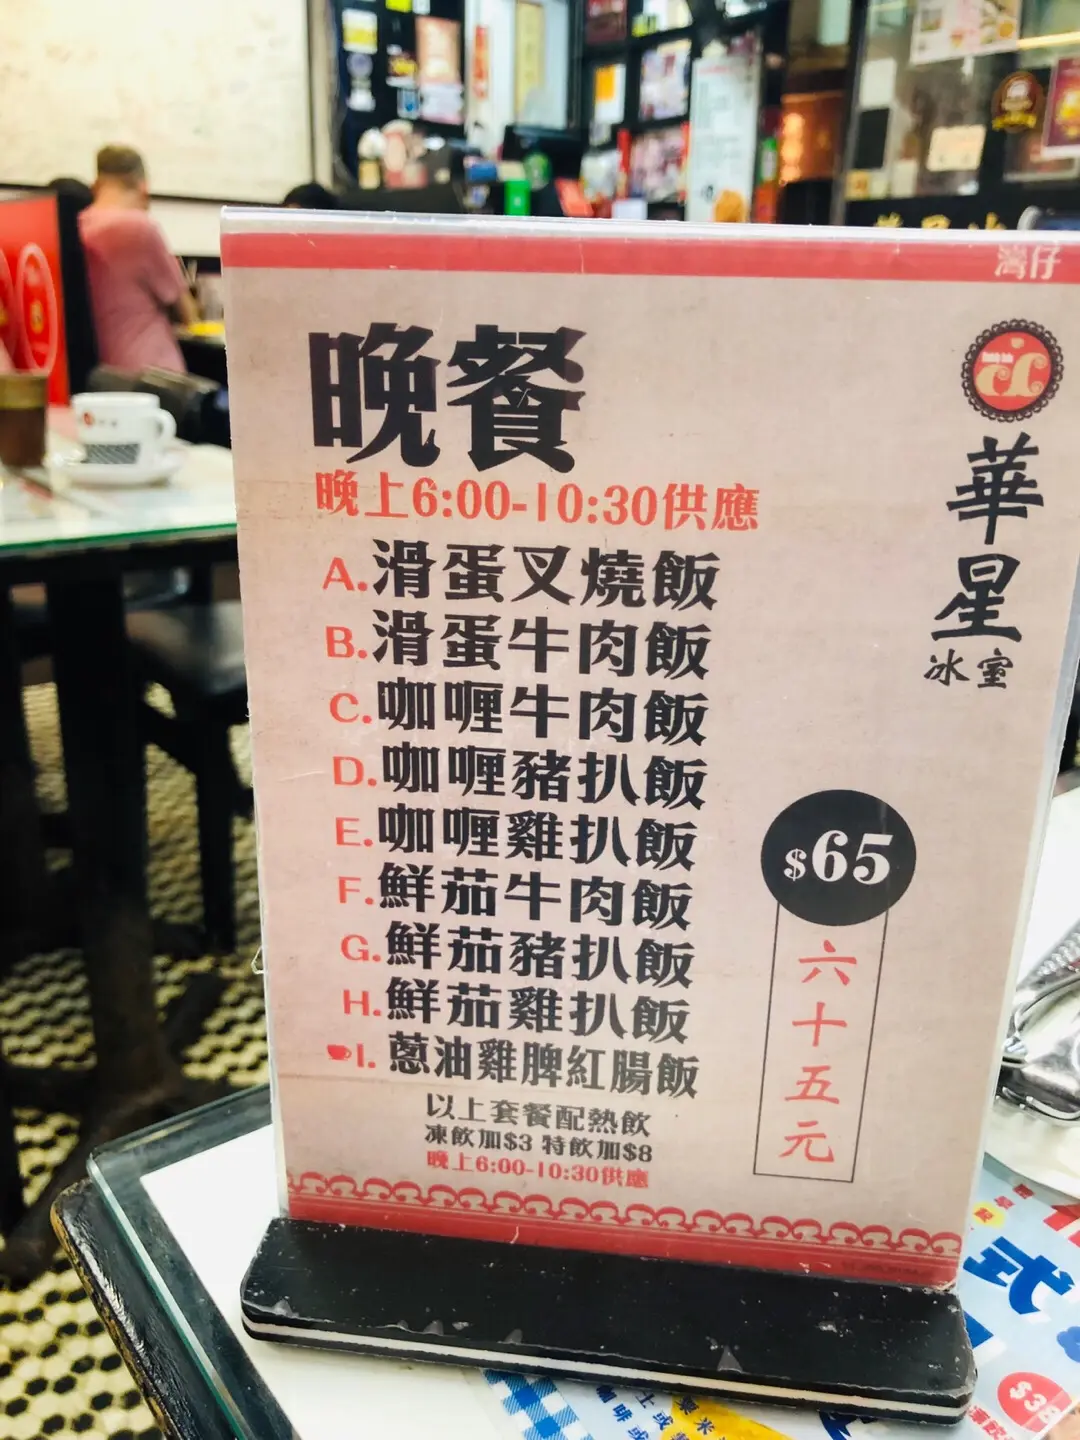 灣仔
晚餐
晚上6:00-10:30供應
A.滑蛋叉燒飯
B.滑蛋牛肉飯
C.咖喱牛肉飯
D.咖喱豬扒飯
E.咖喱雞扒飯
F.鮮茄牛肉飯
G.鮮茄豬扒飯
H.鮮茄雞扒飯
I.蔥油雞脾紅腸飯
以上套餐配熱飲
凍飲加$3 特飲加$8
晚上6:00-10:30供應
華星
冰室
$65
六十五元
式
$38